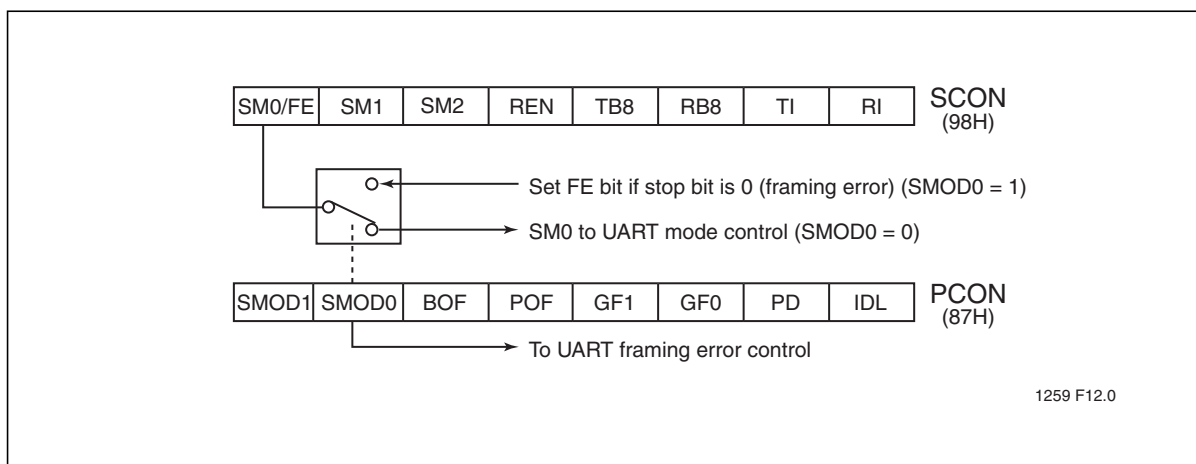 SM0/FE SM1 SM2 REN TB8 RB8 TI RI SCON
(98H)
Set FE bit if stop bit is 0 (framing error) (SMOD0 = 1)
SM0 to UART mode control (SMOD0 = 0)
SMOD1 SMOD0 BOF POF GF1 GF0 PD IDL PCON
(87H)
To UART framing error control
1259 F12.0